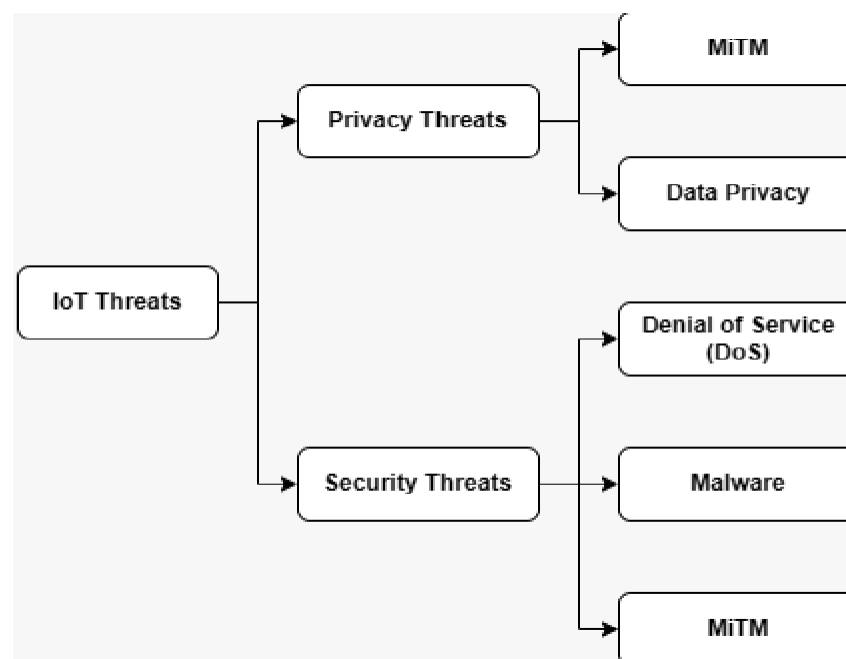 MiTM
Privacy Threats
Data Privacy
IoT Threats
Denial of Service
(DoS)
Security Threats
Malware
MiTM